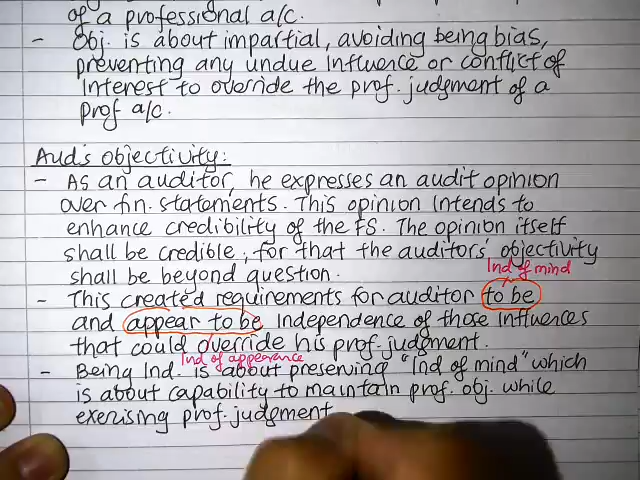 of a professional a/c.
- Obj. is about impartial, avoiding being bias,
preventing any undue influence or conflict of
interest to override the prof. judgment of a
prof a/c.
Aud's objectivity:
- As an auditor, he expresses an audit opinion
over fin. statements. This opinion intends to
enhance credibility of the FS. The opinion itself
shall be credible, for that the auditors' objectivity
shall be beyond question.
Ind of mind
- This created requirements for auditor to be
and appear to be independence of those influences
that could override his prof. judgment.
Ind of appearance
- Being Ind. is about preserving "Ind of mind" which
is about capability to maintain prof. obj. while
exerising prof. judgment